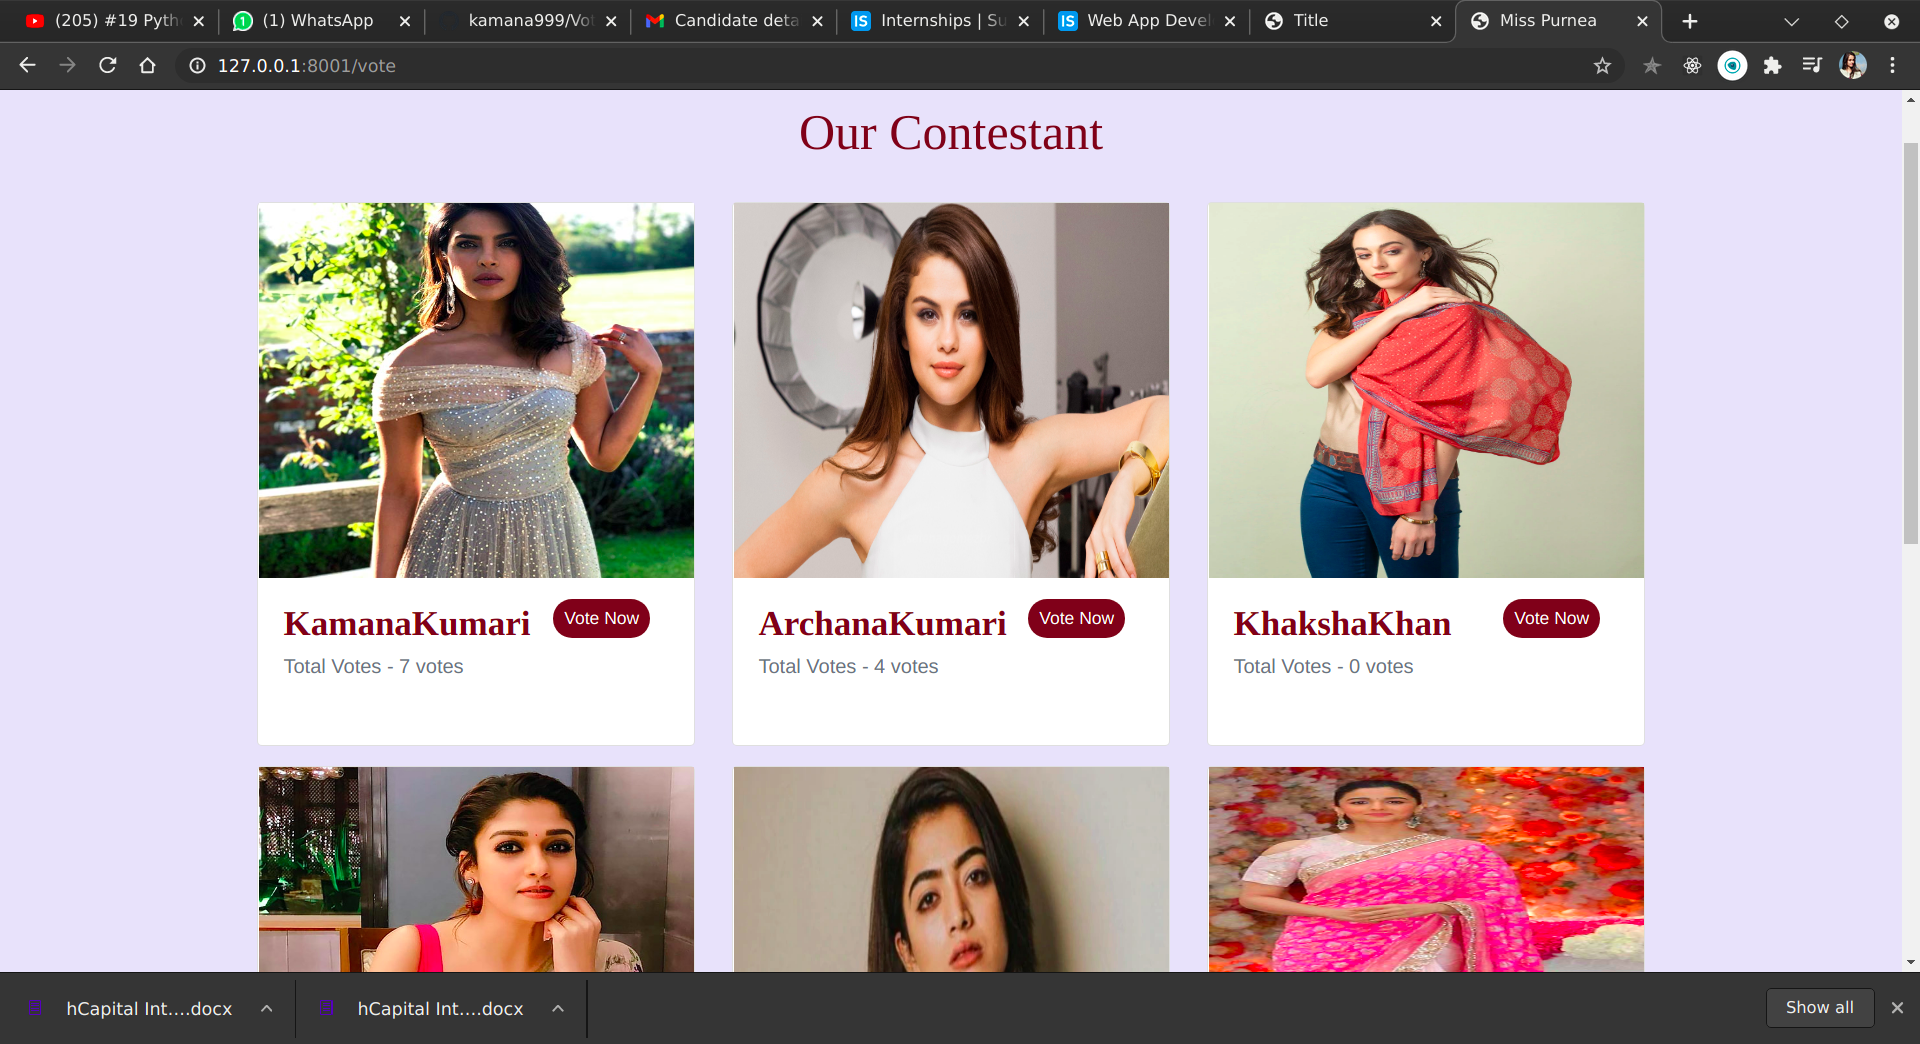 (205) #19 Pyth
(1) WhatsApp
kamana999/Vot
Candidate deta
Internships | Su
Web App Devel
Title
Miss Purnea
127.0.0.1:8001/vote
Our Contestant
KamanaKumari
Vote Now
Total Votes - 7 votes
ArchanaKumari
Vote Now
Total Votes - 4 votes
KhakshaKhan
Vote Now
Total Votes - 0 votes
hCapital Int....docx
hCapital Int....docx
Show all